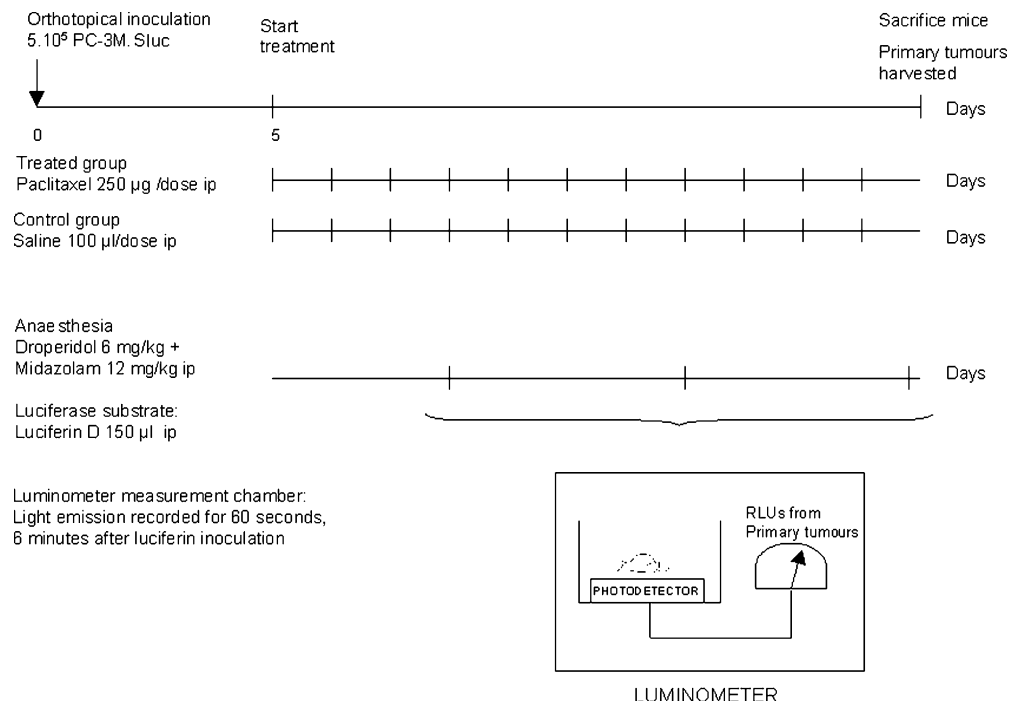 Orthotopical inoculation
5.10⁵ PC-3M. Sluc
Start
treatment
Sacrifice mice
Primary tumours
harvested
Days
0
5
Treated group
Paclitaxel 250 µg /dose ip
Days
Control group
Saline 100 µl/dose ip
Days
Anaesthesia
Droperidol 6 mg/kg +
Midazolam 12 mg/kg ip
Days
Luciferase substrate:
Luciferin D 150 µl ip
Luminometer measurement chamber:
Light emission recorded for 60 seconds,
6 minutes after luciferin inoculation
RLUs from
Primary tumours
PHOTODETECTOR
LUMINOMETER